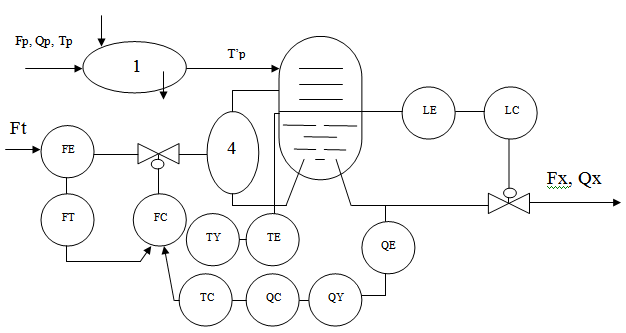 Fp, Qp, Tp
1
T'p
LE
LC
Ft
FE
4
Fx, Qx
FT
FC
TY
TE
QE
TC
QC
QY